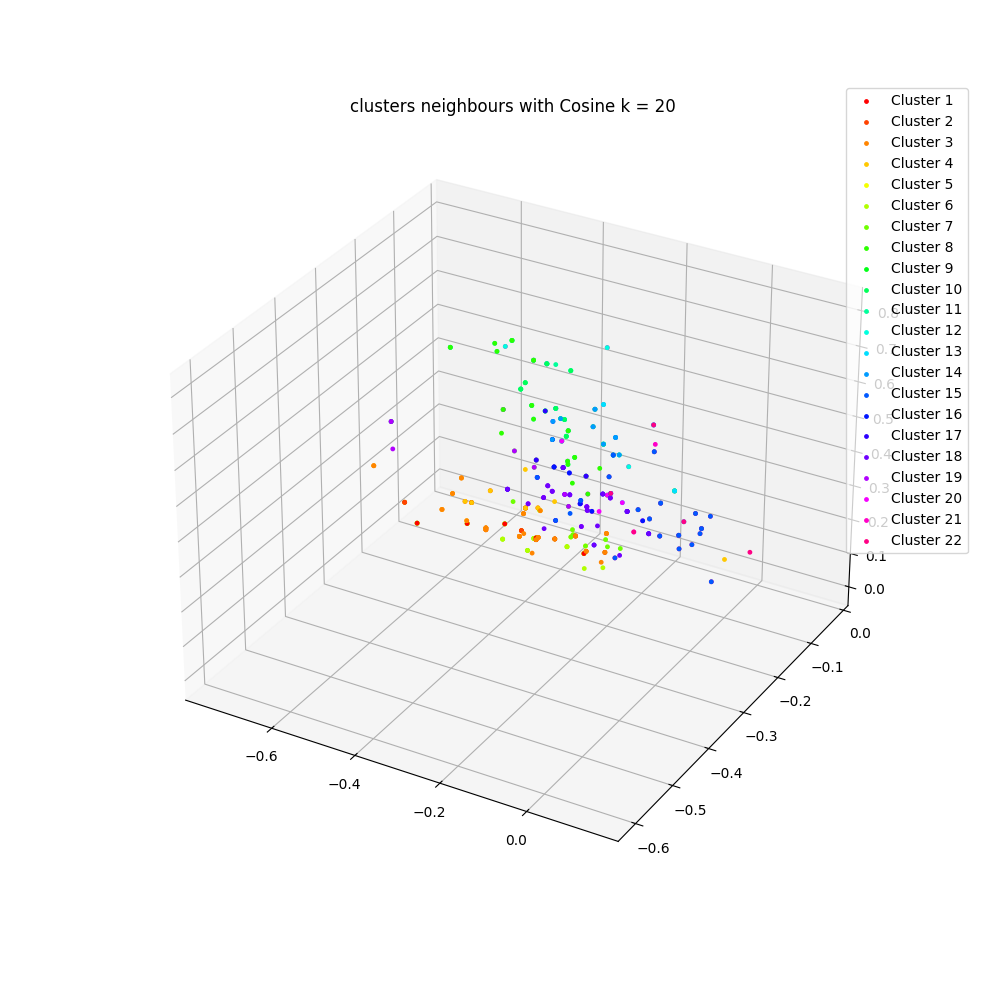 clusters neighbours with Cosine k = 20
Cluster 1
Cluster 2
Cluster 3
Cluster 4
Cluster 5
Cluster 6
Cluster 7
Cluster 8
Cluster 9
Cluster 10
Cluster 11
Cluster 12
Cluster 13
Cluster 14
Cluster 15
Cluster 16
Cluster 17
Cluster 18
Cluster 19
Cluster 20
Cluster 21
Cluster 22
0.7
0.6
0.5
0.4
0.3
0.2
0.1
0.0
0.0
−0.1
−0.2
−0.3
−0.4
−0.5
−0.6
−0.6
−0.4
−0.2
0.0